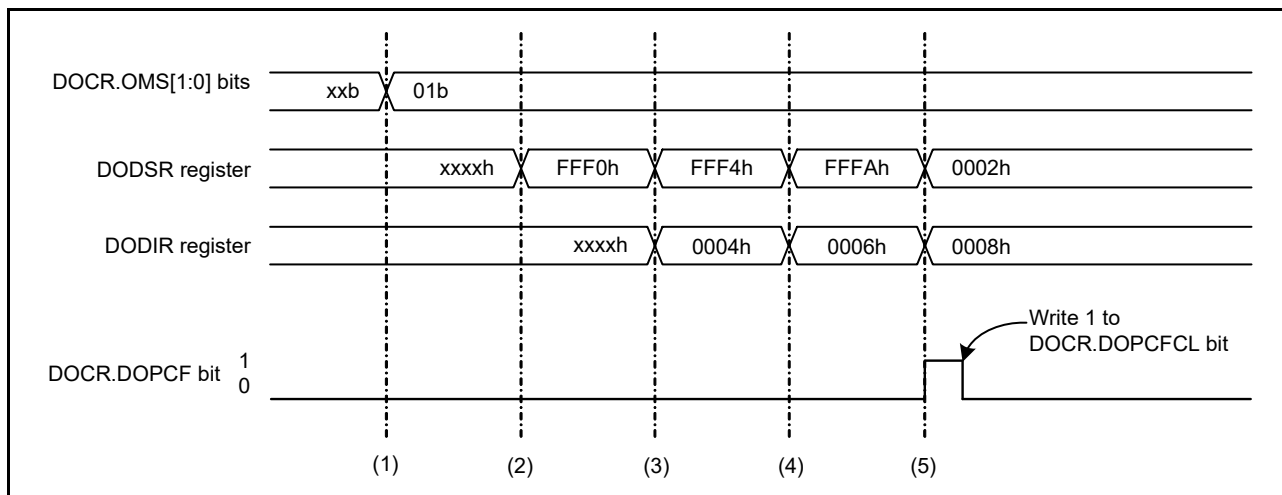 DOCR.OMS[1:0] bits
xxb
01b
DODSR register
xxxxh
FFF0h
FFF4h
FFFAh
0002h
DODIR register
xxxxh
0004h
0006h
0008h
Write 1 to
DOCR.DOPCFCL bit
DOCR.DOPCF bit
1
0
(1)
(2)
(3)
(4)
(5)